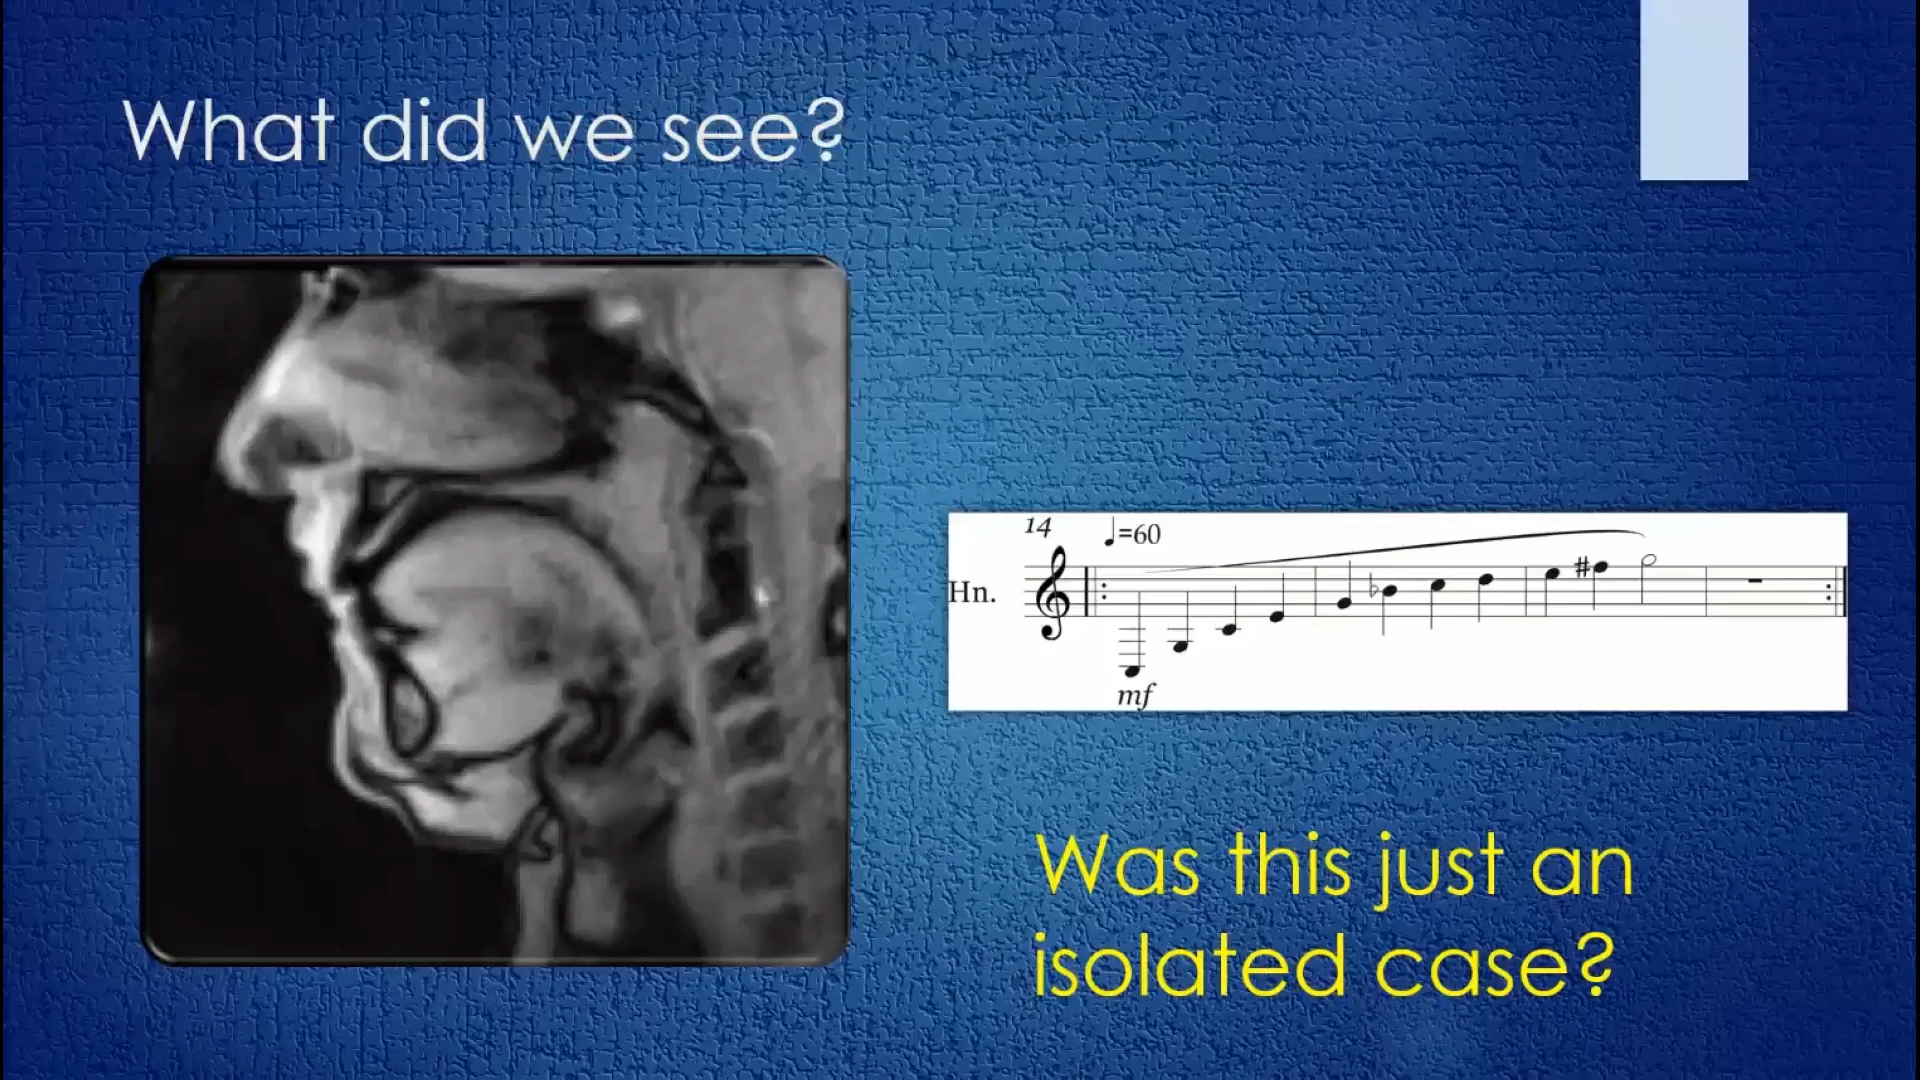 What did we see?
14
♩=60
Hn.
mf
Was this just an
isolated case?